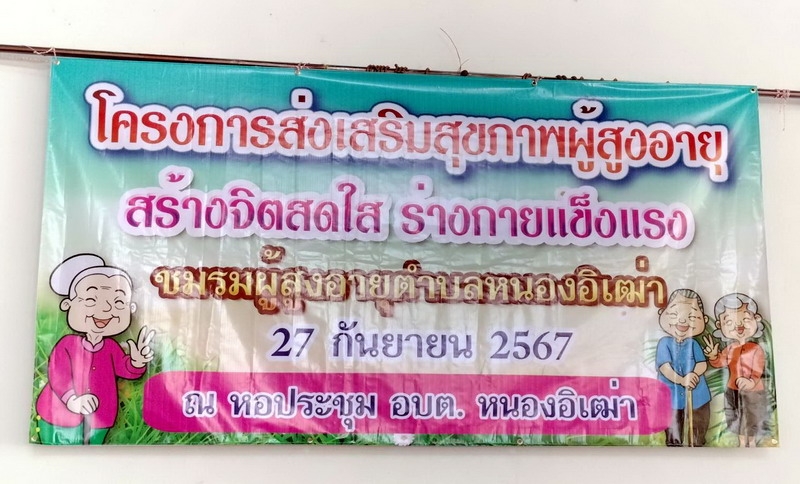 โครงการส่งเสริมสุขภาพผู้สูงอายุ
สร้างจิตสดใส ร่างกายแข็งแรง
ชมรมผู้สูงอายุตำบลหนองอิเฒ่า
27 กันยายน 2567
ณ หอประชุม อบต. หนองอิเฒ่า